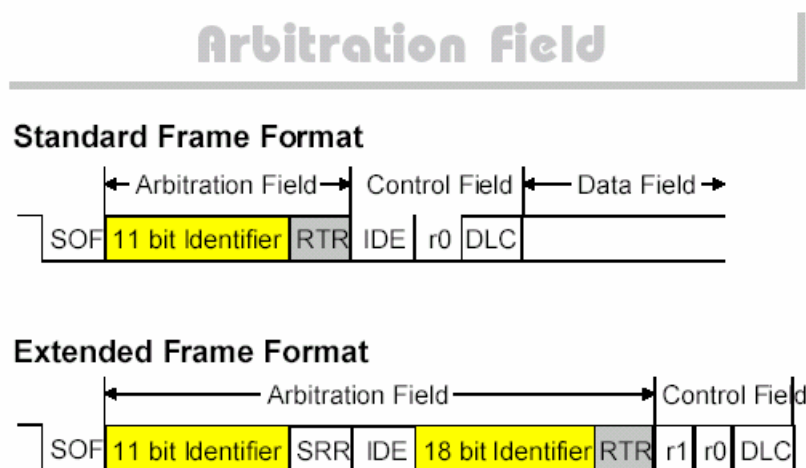 Arbitration Field
Standard Frame Format
Arbitration Field Control Field Data Field
SOF 11 bit Identifier RTR IDE r0 DLC
Extended Frame Format
Arbitration Field Control Field
SOF 11 bit Identifier SRR IDE 18 bit Identifier RTR r1 r0 DLC